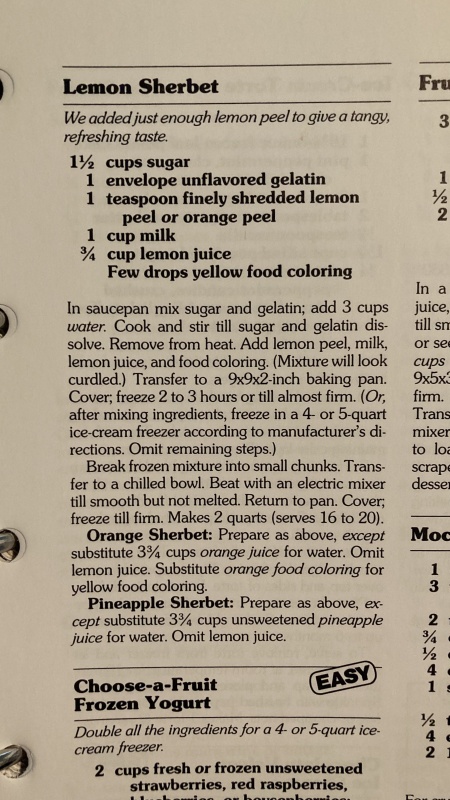 Lemon Sherbet
We added just enough lemon peel to give a tangy,
refreshing taste.
1½ cups sugar
1 envelope unflavored gelatin
1 teaspoon finely shredded lemon
peel or orange peel
1 cup milk
¾ cup lemon juice
Few drops yellow food coloring
In saucepan mix sugar and gelatin; add 3 cups
water. Cook and stir till sugar and gelatin dis-
solve. Remove from heat. Add lemon peel, milk,
lemon juice, and food coloring. (Mixture will look
curdled.) Transfer to a 9x9x2-inch baking pan.
Cover; freeze 2 to 3 hours or till almost firm. (Or,
after mixing ingredients, freeze in a 4- or 5-quart
ice-cream freezer according to manufacturer's di-
rections. Omit remaining steps.)
Break frozen mixture into small chunks. Trans-
fer to a chilled bowl. Beat with an electric mixer
till smooth but not melted. Return to pan. Cover;
freeze till firm. Makes 2 quarts (serves 16 to 20).
Orange Sherbet: Prepare as above, except
substitute 3¾ cups orange juice for water. Omit
lemon juice. Substitute orange food coloring for
yellow food coloring.
Pineapple Sherbet: Prepare as above, ex-
cept substitute 3¾ cups unsweetened pineapple
juice for water. Omit lemon juice.
EASY
Choose-a-Fruit
Frozen Yogurt
Double all the ingredients for a 4- or 5-quart ice-
cream freezer.
2 cups fresh or frozen unsweetened
strawberries, red raspberries,
Fru
3
1
½
2
In a
juice,
till sm
or se
cups
9x5x3
firm.
Trans
mixer
to loa
scrape
desser
Moc
1
3
2
¾
½
4
1
½
4
2